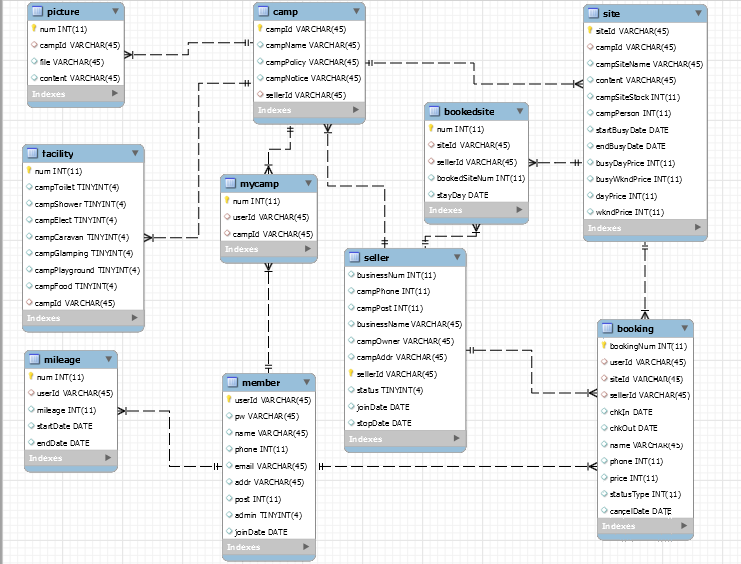 picture
num INT(11)
campId VARCHAR(45)
file VARCHAR(45)
content VARCHAR(45)
Indexes
camp
campId VARCHAR(45)
campName VARCHAR(45)
campPolicy VARCHAR(45)
campNotice VARCHAR(45)
sellerId VARCHAR(45)
Indexes
site
siteId VARCHAR(45)
campId VARCHAR(45)
campSiteName VARCHAR(45)
content VARCHAR(45)
campSiteStock INT(11)
campPerson INT(11)
startBusyDate DATE
endBusyDate DATE
busyDayPrice INT(11)
busyWkndPrice INT(11)
dayPrice INT(11)
wkndPrice INT(11)
Indexes
bookedsite
num INT(11)
siteId VARCHAR(45)
sellerId VARCHAR(45)
bookedSiteNum INT(11)
stayDay DATE
Indexes
facility
num INT(11)
campToilet TINYINT(4)
campShower TINYINT(4)
campElect TINYINT(4)
campCaravan TINYINT(4)
campGlamping TINYINT(4)
campPlayground TINYINT(4)
campFood TINYINT(4)
campId VARCHAR(45)
Indexes
mycamp
num INT(11)
userId VARCHAR(45)
campId VARCHAR(45)
Indexes
seller
businessNum INT(11)
campPhone INT(11)
campPost INT(11)
businessName VARCHAR(45)
campOwner VARCHAR(45)
campAddr VARCHAR(45)
sellerId VARCHAR(45)
status TINYINT(4)
joinDate DATE
stopDate DATE
Indexes
booking
bookingNum INT(11)
userId VARCHAR(45)
siteId VARCHAR(45)
sellerId VARCHAR(45)
chkIn DATE
chkOut DATE
name VARCHAR(45)
phone INT(11)
price INT(11)
statusType INT(11)
cancelDate DATE
Indexes
mileage
num INT(11)
userId VARCHAR(45)
mileage INT(11)
startDate DATE
endDate DATE
Indexes
member
userId VARCHAR(45)
pw VARCHAR(45)
name VARCHAR(45)
phone INT(11)
email VARCHAR(45)
addr VARCHAR(45)
post INT(11)
admin TINYINT(4)
joinDate DATE
Indexes